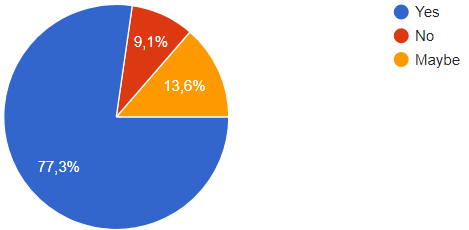 Yes
No
Maybe
9,1%
13,6%
77,3%